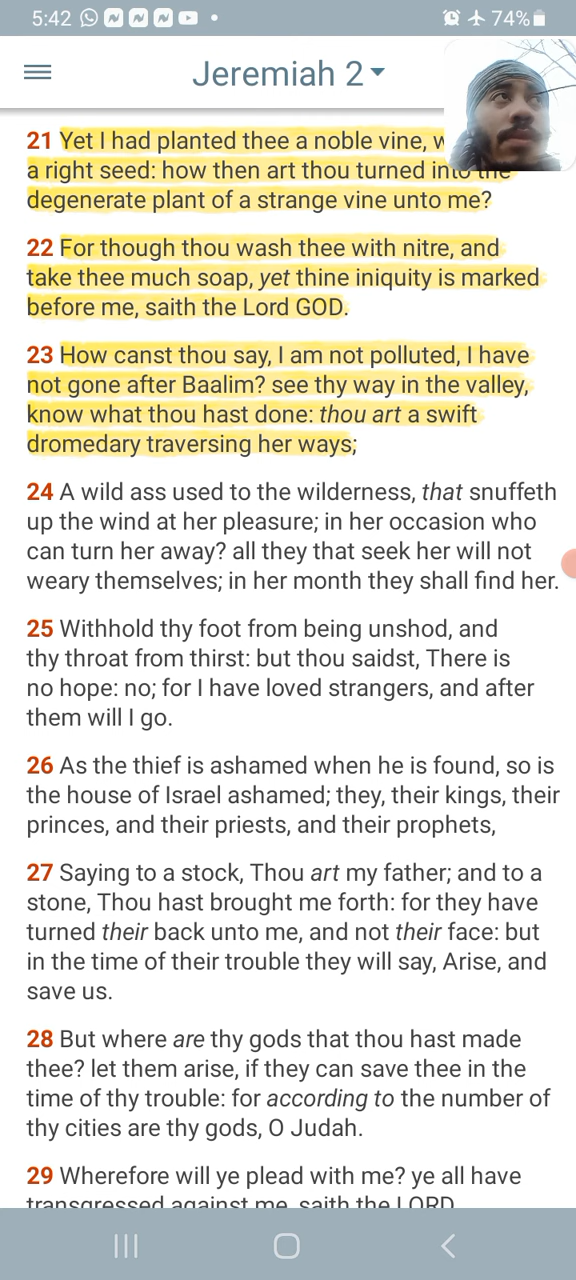 5:42
74%
Jeremiah 2
21 Yet I had planted thee a noble vine,
a right seed: how then art thou turned into the
degenerate plant of a strange vine unto me?
22 For though thou wash thee with nitre, and
take thee much soap, yet thine iniquity is marked
before me, saith the Lord GOD.
23 How canst thou say, I am not polluted, I have
not gone after Baalim? see thy way in the valley,
know what thou hast done: thou art a swift
dromedary traversing her ways;
24 A wild ass used to the wilderness, that snuffeth
up the wind at her pleasure; in her occasion who
can turn her away? all they that seek her will not
weary themselves; in her month they shall find her.
25 Withhold thy foot from being unshod, and
thy throat from thirst: but thou saidst, There is
no hope: no; for I have loved strangers, and after
them will I go.
26 As the thief is ashamed when he is found, so is
the house of Israel ashamed; they, their kings, their
princes, and their priests, and their prophets,
27 Saying to a stock, Thou art my father; and to a
stone, Thou hast brought me forth: for they have
turned their back unto me, and not their face: but
in the time of their trouble they will say, Arise, and
save us.
28 But where are thy gods that thou hast made
thee? let them arise, if they can save thee in the
time of thy trouble: for according to the number of
thy cities are thy gods, O Judah.
29 Wherefore will ye plead with me? ye all have
transgressed against me, saith the LORD